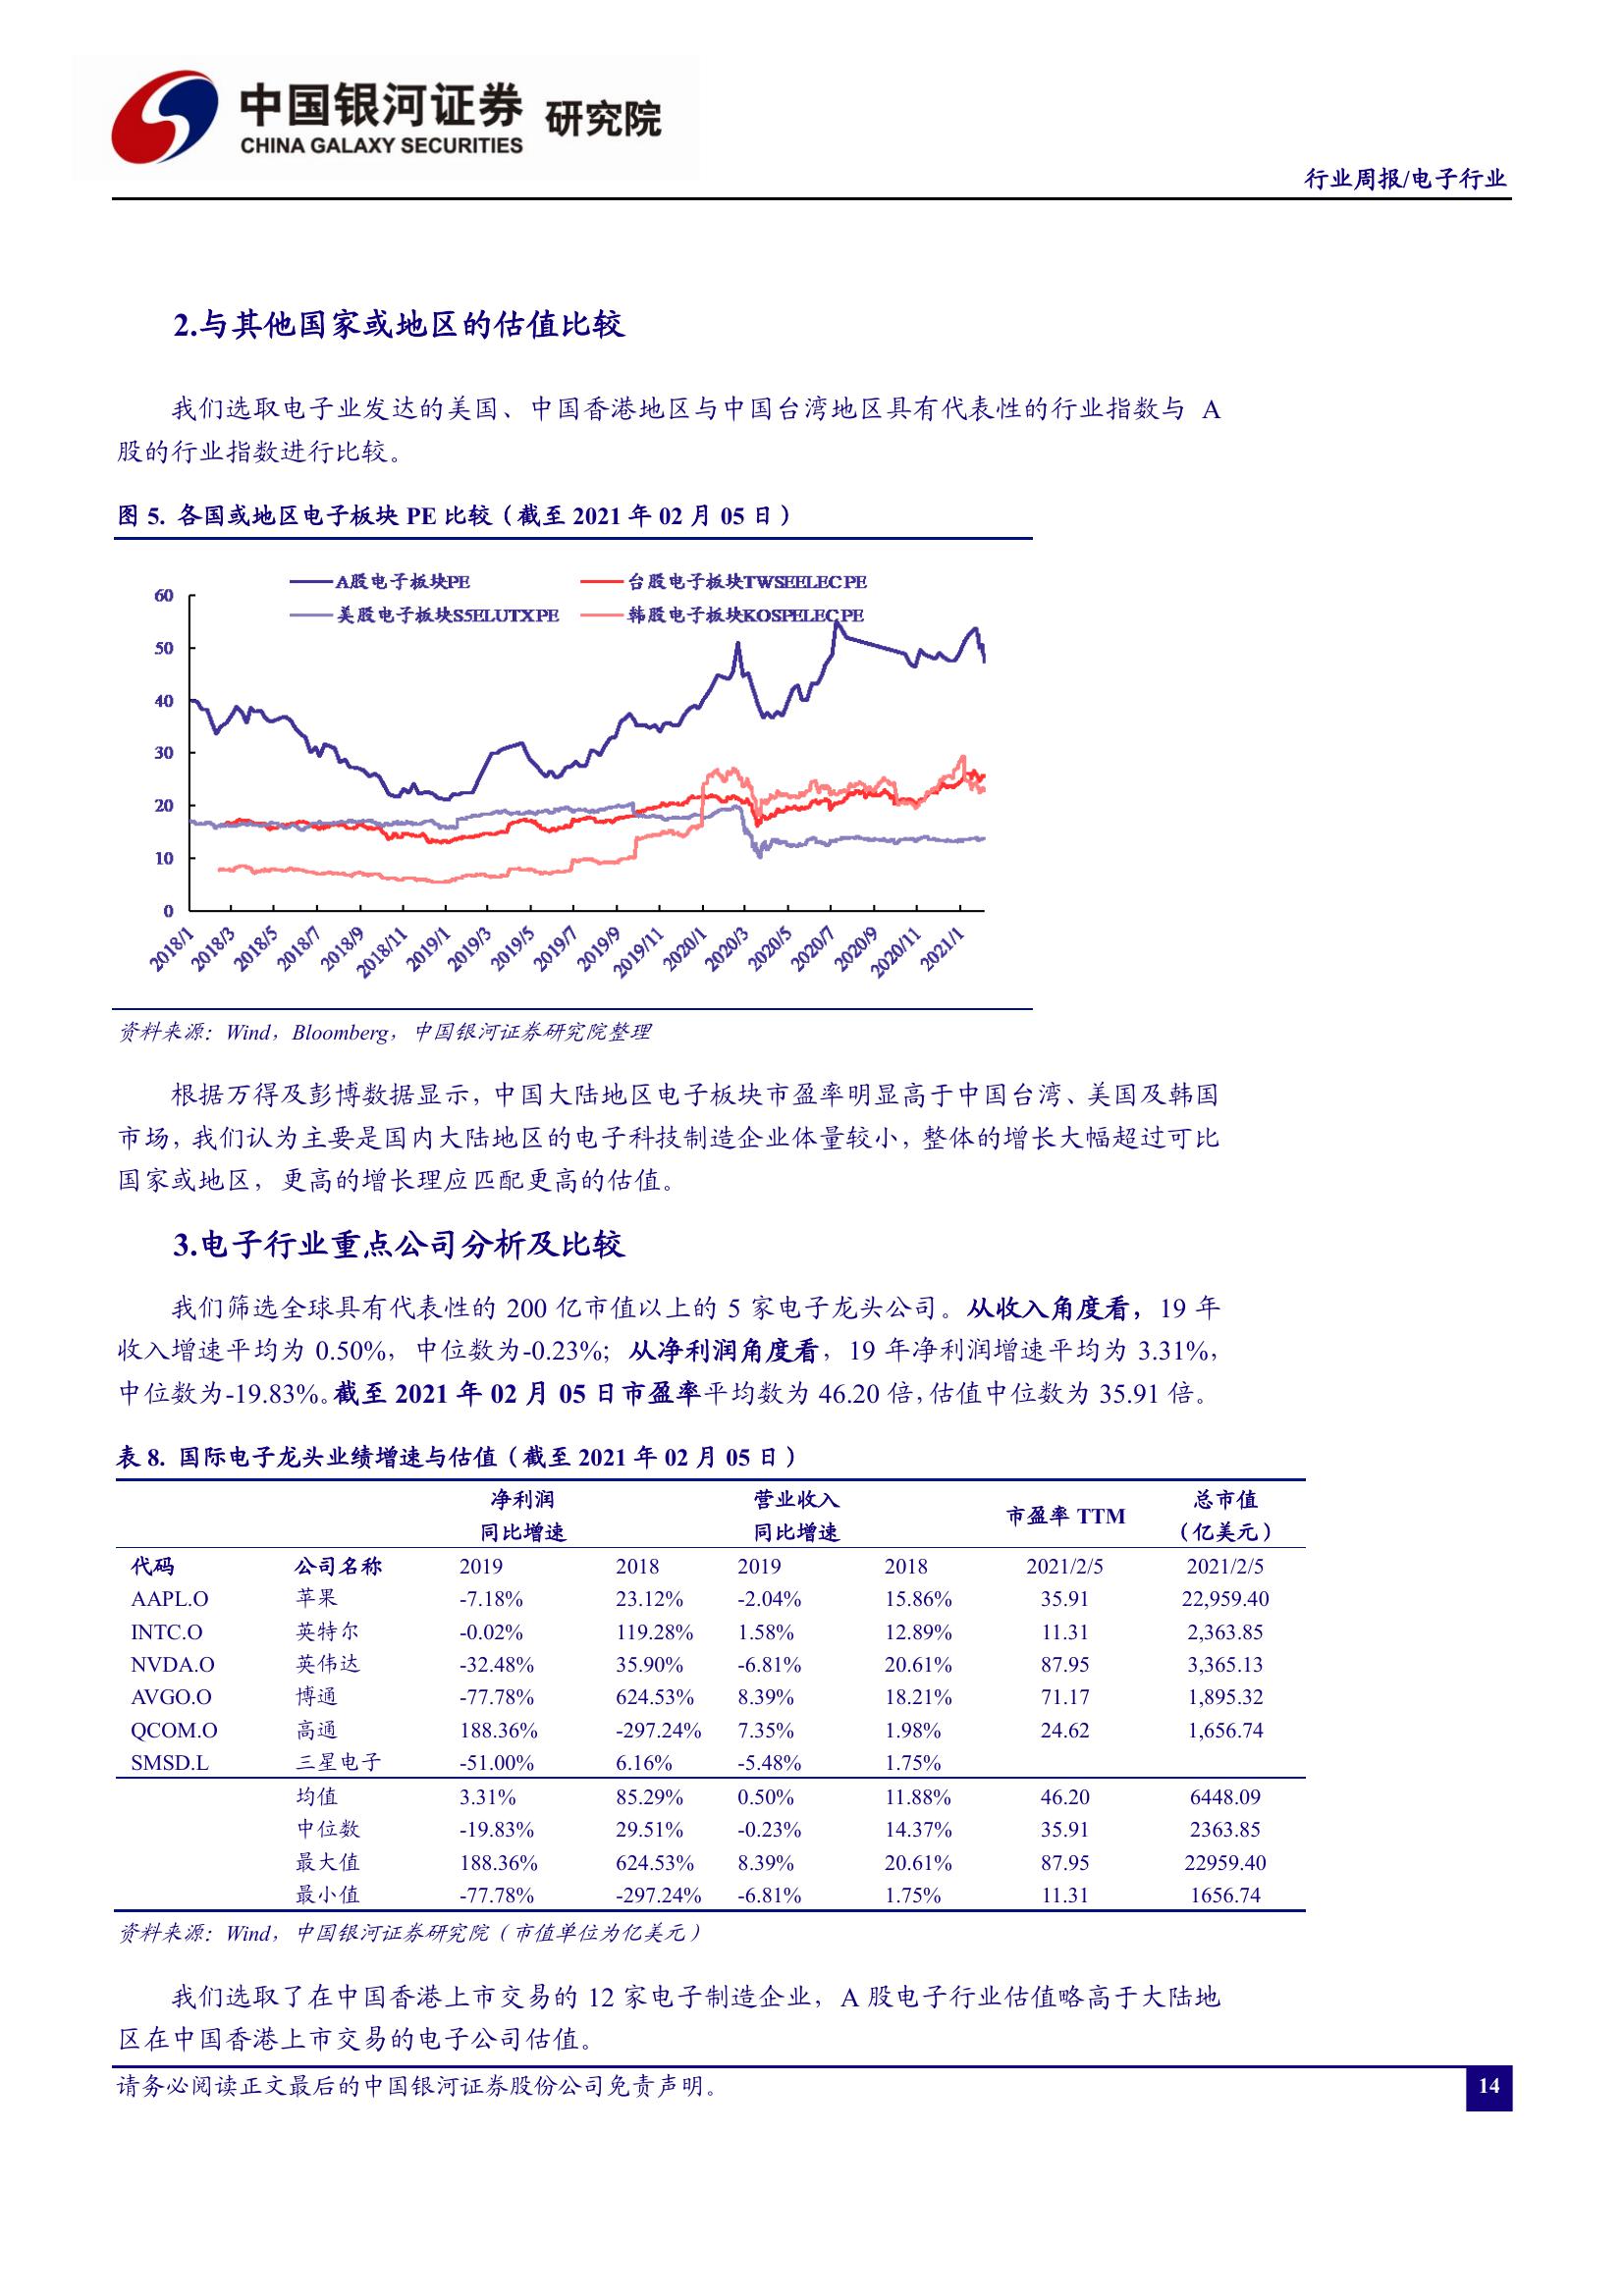 中国银河证券 研究院
CHINA GALAXY SECURITIES
行业周报/电子行业
2.与其他国家或地区的估值比较
我们选取电子业发达的美国、中国香港地区与中国台湾地区具有代表性的行业指数与 A
股的行业指数进行比较。
图 5. 各国或地区电子板块 PE 比较（截至 2021 年 02 月 05 日）
A股电子板块PE 台股电子板块TWSEELEC PE
美股电子板块S5ELUTX PE 韩股电子板块KOSPELEC PE
60
50
40
30
20
10
0
2018/1 2018/3 2018/5 2018/7 2018/9 2018/11 2019/1 2019/3 2019/5 2019/7 2019/9 2019/11 2020/1 2020/3 2020/5 2020/7 2020/9 2020/11 2021/1
资料来源：Wind，Bloomberg，中国银河证券研究院整理
根据万得及彭博数据显示，中国大陆地区电子板块市盈率明显高于中国台湾、美国及韩国
市场，我们认为主要是国内大陆地区的电子科技制造企业体量较小，整体的增长大幅超过可比
国家或地区，更高的增长理应匹配更高的估值。
3.电子行业重点公司分析及比较
我们筛选全球具有代表性的 200 亿市值以上的 5 家电子龙头公司。从收入角度看，19 年
收入增速平均为 0.50%，中位数为-0.23%；从净利润角度看，19 年净利润增速平均为 3.31%，
中位数为-19.83%。截至 2021 年 02 月 05 日市盈率平均数为 46.20 倍，估值中位数为 35.91 倍。
表 8. 国际电子龙头业绩增速与估值（截至 2021 年 02 月 05 日）
净利润 营业收入 市盈率 TTM 总市值
同比增速 同比增速 （亿美元）
代码 公司名称 2019 2018 2019 2018 2021/2/5 2021/2/5
AAPL.O 苹果 -7.18% 23.12% -2.04% 15.86% 35.91 22,959.40
INTC.O 英特尔 -0.02% 119.28% 1.58% 12.89% 11.31 2,363.85
NVDA.O 英伟达 -32.48% 35.90% -6.81% 20.61% 87.95 3,365.13
AVGO.O 博通 -77.78% 624.53% 8.39% 18.21% 71.17 1,895.32
QCOM.O 高通 188.36% -297.24% 7.35% 1.98% 24.62 1,656.74
SMSD.L 三星电子 -51.00% 6.16% -5.48% 1.75%
均值 3.31% 85.29% 0.50% 11.88% 46.20 6448.09
中位数 -19.83% 29.51% -0.23% 14.37% 35.91 2363.85
最大值 188.36% 624.53% 8.39% 20.61% 87.95 22959.40
最小值 -77.78% -297.24% -6.81% 1.75% 11.31 1656.74
资料来源：Wind，中国银河证券研究院（市值单位为亿美元）
我们选取了在中国香港上市交易的 12 家电子制造企业，A 股电子行业估值略高于大陆地
区在中国香港上市交易的电子公司估值。
请务必阅读正文最后的中国银河证券股份公司免责声明。
14